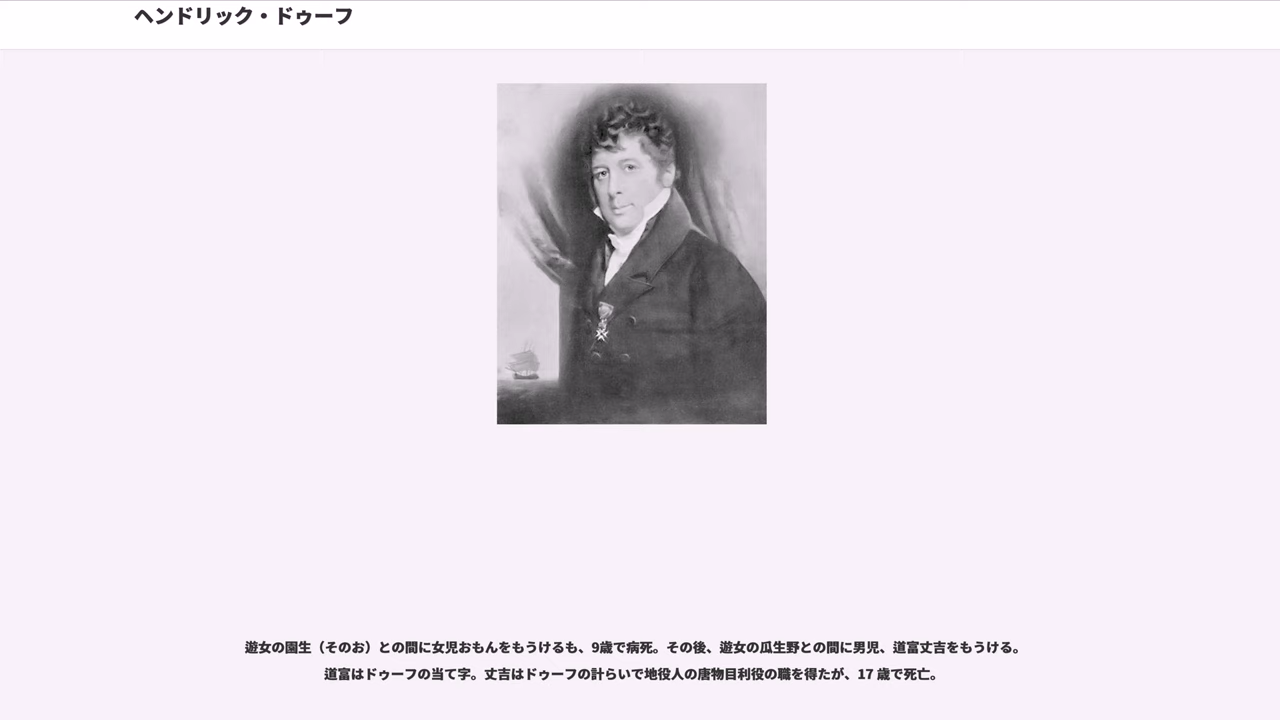 ヘンドリック・ドゥーフ
遊女の園生（そのお）との間に女児おもんをもうけるも、9歳で病死。その後、遊女の瓜生野との間に男児、道富丈吉をもうける。
道富はドゥーフの当て字。丈吉はドゥーフの計らいで地役人の唐物目利役の職を得たが、17 歳で死亡。